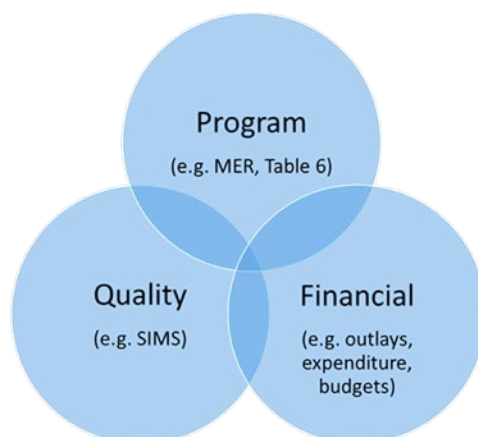 Program
(e.g. MER, Table 6)
Quality
(e.g. SIMS)
Financial
(e.g. outlays,
expenditure,
budgets)